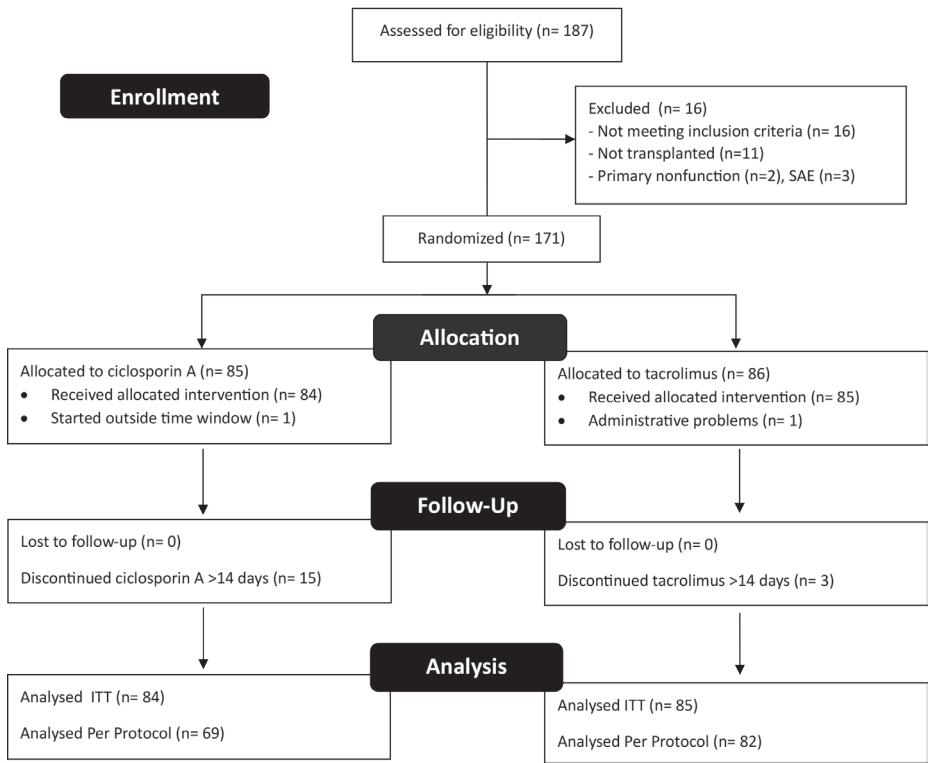 Assessed for eligibility (n= 187)
Enrollment
Excluded (n= 16)
- Not meeting inclusion criteria (n= 16)
- Not transplanted (n=11)
- Primary nonfunction (n=2), SAE (n=3)
Randomized (n= 171)
Allocation
Allocated to ciclosporin A (n= 85)
• Received allocated intervention (n= 84)
• Started outside time window (n= 1)
Allocated to tacrolimus (n= 86)
• Received allocated intervention (n= 85)
• Administrative problems (n= 1)
Follow-Up
Lost to follow-up (n= 0)
Discontinued ciclosporin A >14 days (n= 15)
Lost to follow-up (n= 0)
Discontinued tacrolimus >14 days (n= 3)
Analysis
Analysed ITT (n= 84)
Analysed Per Protocol (n= 69)
Analysed ITT (n= 85)
Analysed Per Protocol (n= 82)